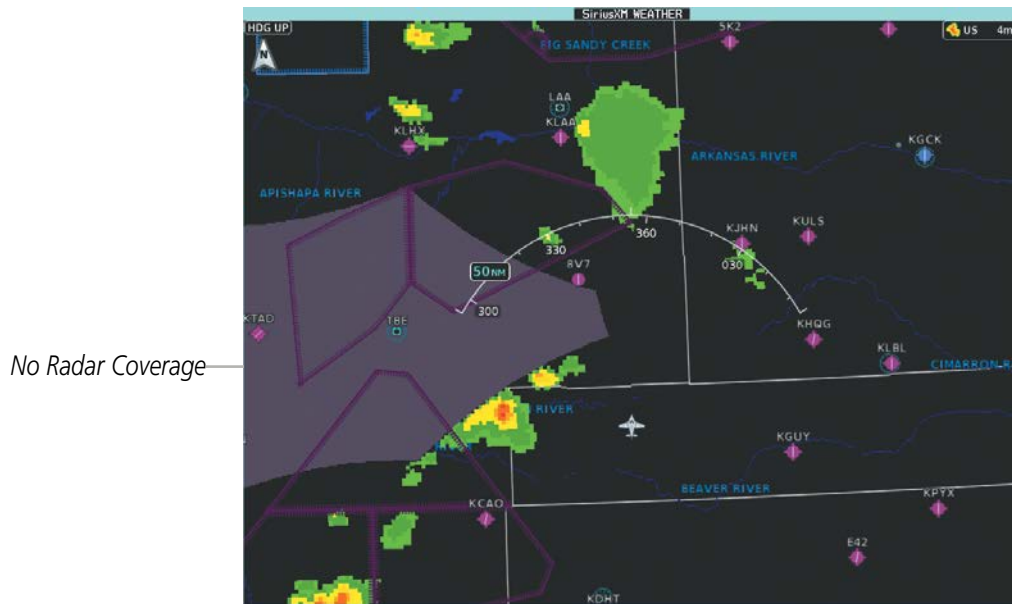 SiriusXM WEATHER
HDG UP
N
US 4m
5K2
BIG SANDY CREEK
LAA
KLAA
KLHX
KGCK
ARKANSAS RIVER
APISHAPA RIVER
360
330
KJHN
KULS
030
50NM
8V7
300
KTAD
TBE
KHQG
KLBL
CIMARRON R
No Radar Coverage
RIVER
KGUY
BEAVER RIVER
KPYX
KCAO
E42
KDHT